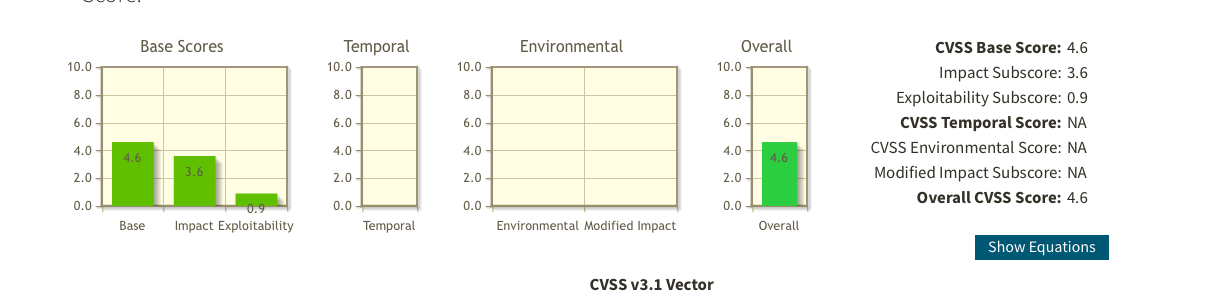 Score.
Base Scores
Temporal
Environmental
Overall
CVSS Base Score: 4.6
Impact Subscore: 3.6
Exploitability Subscore: 0.9
CVSS Temporal Score: NA
CVSS Environmental Score: NA
Modified Impact Subscore: NA
Overall CVSS Score: 4.6
10.0
8.0
6.0
4.0
2.0
0.0
4.6
3.6
0.9
Base Impact Exploitability
10.0
8.0
6.0
4.0
2.0
0.0
Temporal
10.0
8.0
6.0
4.0
2.0
0.0
Environmental Modified Impact
10.0
8.0
6.0
4.0
2.0
0.0
4.6
Overall
Show Equations
CVSS v3.1 Vector